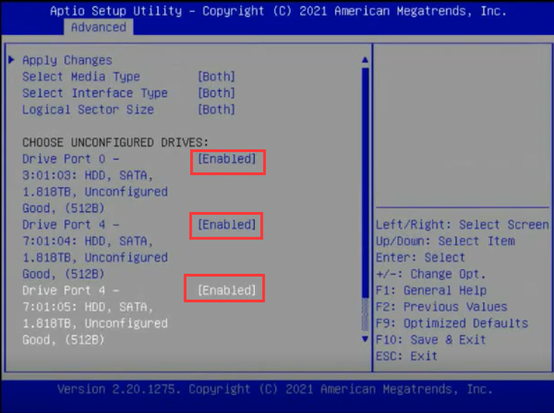 Aptio Setup Utility – Copyright (C) 2021 American Megatrends, Inc.
Advanced
Apply Changes
Select Media Type [Both]
Select Interface Type [Both]
Logical Sector Size [Both]
CHOOSE UNCONFIGURED DRIVES:
Drive Port 0 – [Enabled]
3:01:03: HDD, SATA,
1.818TB, Unconfigured
Good, (512B)
Drive Port 4 – [Enabled]
7:01:04: HDD, SATA,
1.818TB, Unconfigured
Good, (512B)
Drive Port 4 – [Enabled]
7:01:05: HDD, SATA,
1.818TB, Unconfigured
Good, (512B)
Left/Right: Select Screen
Up/Down: Select Item
Enter: Select
+/-: Change Opt.
F1: General Help
F2: Previous Values
F9: Optimized Defaults
F10: Save & Exit
ESC: Exit
Version 2.20.1275. Copyright (C) 2021 American Megatrends, Inc.